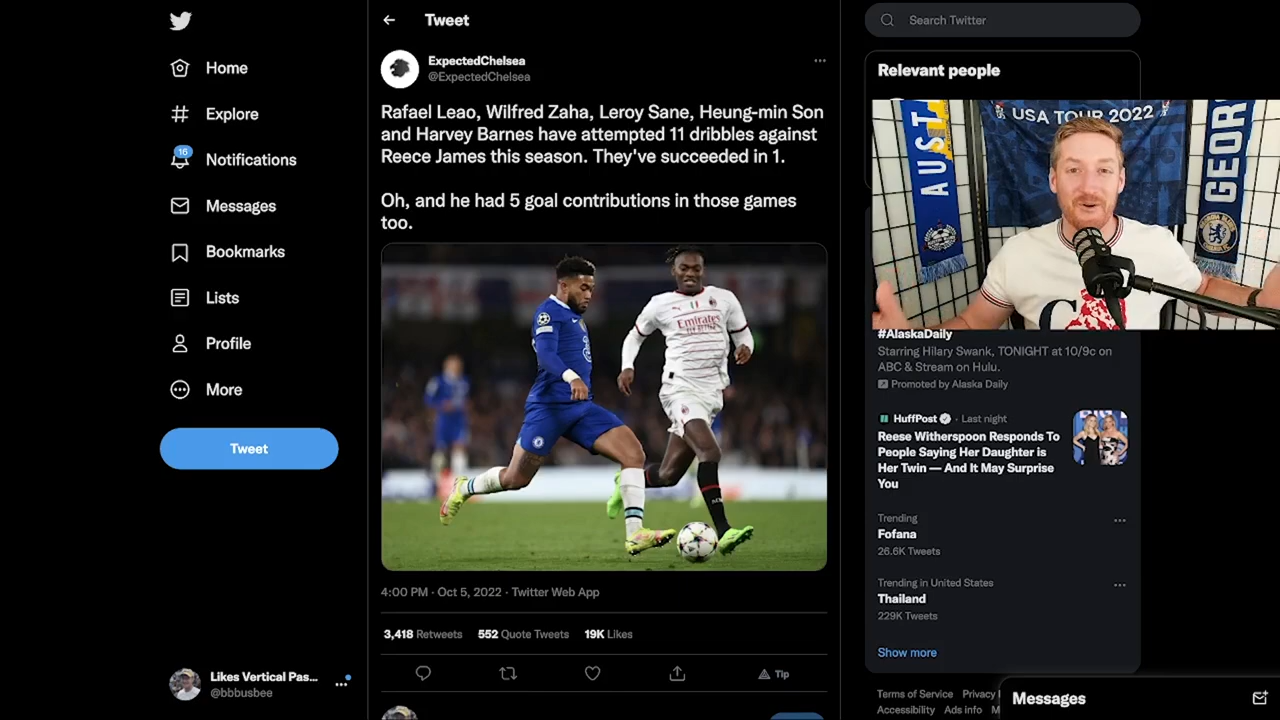 Home
Explore
16
Notifications
Messages
Bookmarks
Lists
Profile
More
Tweet
Likes Vertical Pas...
@bbbusbee
Tweet
ExpectedChelsea
@ExpectedChelsea
Rafael Leao, Wilfred Zaha, Leroy Sane, Heung-min Son
and Harvey Barnes have attempted 11 dribbles against
Reece James this season. They've succeeded in 1.
Oh, and he had 5 goal contributions in those games
too.
Emirates
4:00 PM · Oct 5, 2022 · Twitter Web App
3,418 Retweets 552 Quote Tweets 19K Likes
Tip
Search Twitter
Relevant people
USA TOUR 2022
AUST
GEORG
#AlaskaDaily
Starring Hilary Swank, TONIGHT at 10/9c on
ABC & Stream on Hulu.
Promoted by Alaska Daily
HuffPost · Last night
Reese Witherspoon Responds To
People Saying Her Daughter is
Her Twin — And It May Surprise
You
Trending
Fofana
26.6K Tweets
Trending in United States
Thailand
229K Tweets
Show more
Terms of Service Privacy
Accessibility Ads info
Messages